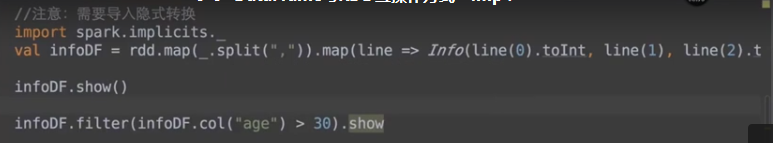 //注意：需要导入隐式转换
import spark.implicits._
val infoDF = rdd.map(_.split(",")).map(line => Info(line(0).toInt, line(1), line(2).t
infoDF.show()
infoDF.filter(infoDF.col("age") > 30).show